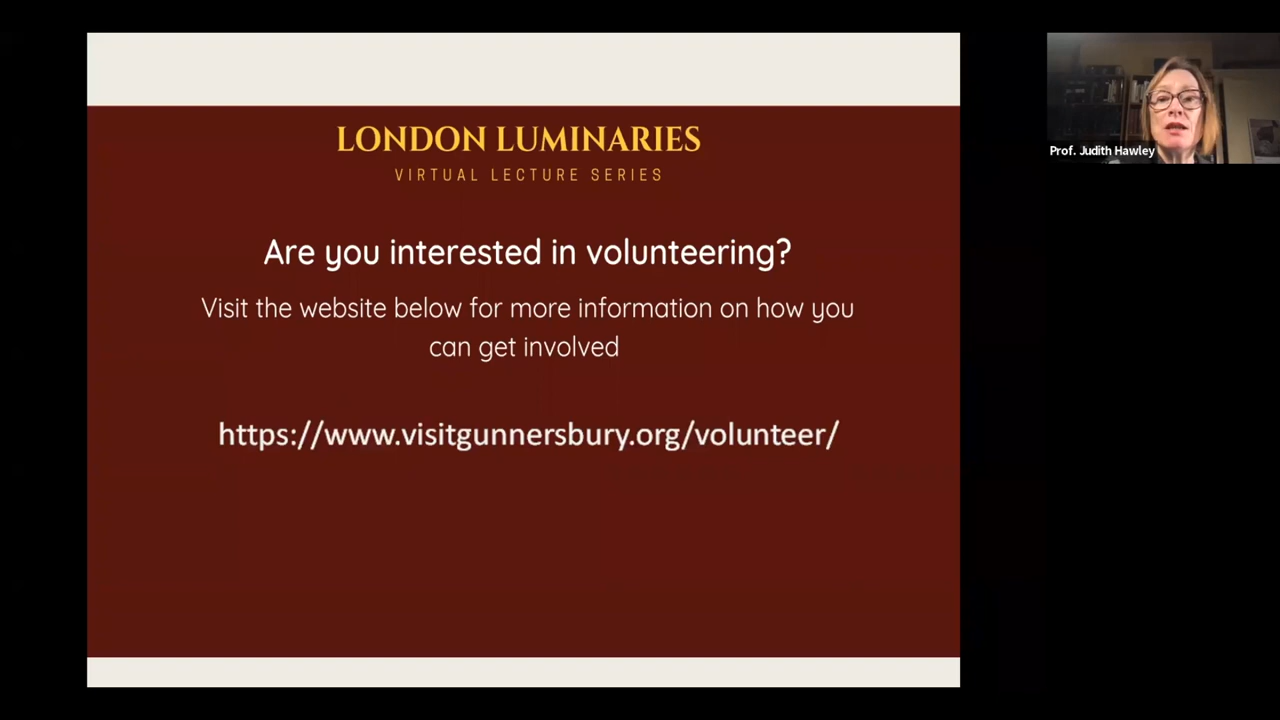 LONDON LUMINARIES
VIRTUAL LECTURE SERIES
Are you interested in volunteering?
Visit the website below for more information on how you
can get involved
https://www.visitgunnersbury.org/volunteer/
Prof. Judith Hawley